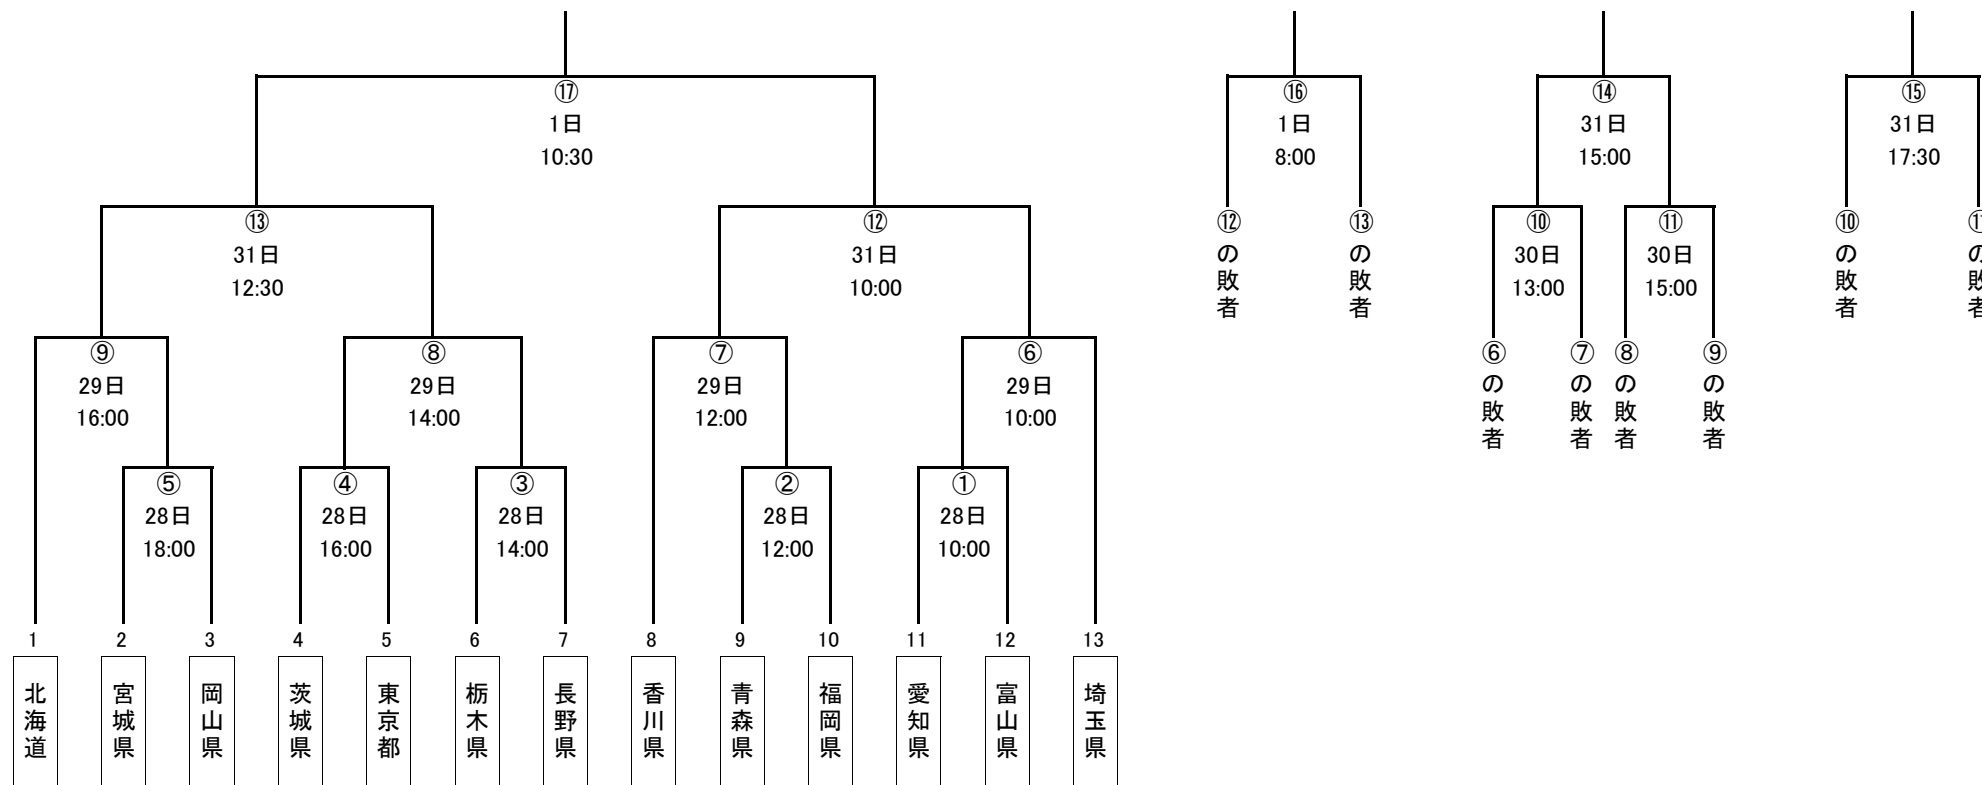 ⑰
1日
10:30
⑯
1日
8:00
⑭
31日
15:00
⑮
31日
17:30
⑬
31日
12:30
⑫
31日
10:00
⑫の敗者
⑬の敗者
⑩
30日
13:00
⑪
30日
15:00
⑩の敗者
の敗者
⑨
29日
16:00
⑧
29日
14:00
⑦
29日
12:00
⑥
29日
10:00
⑥の敗者
⑦の敗者
⑧の敗者
⑨の敗者
⑤
28日
18:00
④
28日
16:00
③
28日
14:00
②
28日
12:00
①
28日
10:00
1
2
3
4
5
6
7
8
9
10
11
12
13
北海道
宮城県
岡山県
茨城県
東京都
栃木県
長野県
香川県
青森県
福岡県
愛知県
富山県
埼玉県